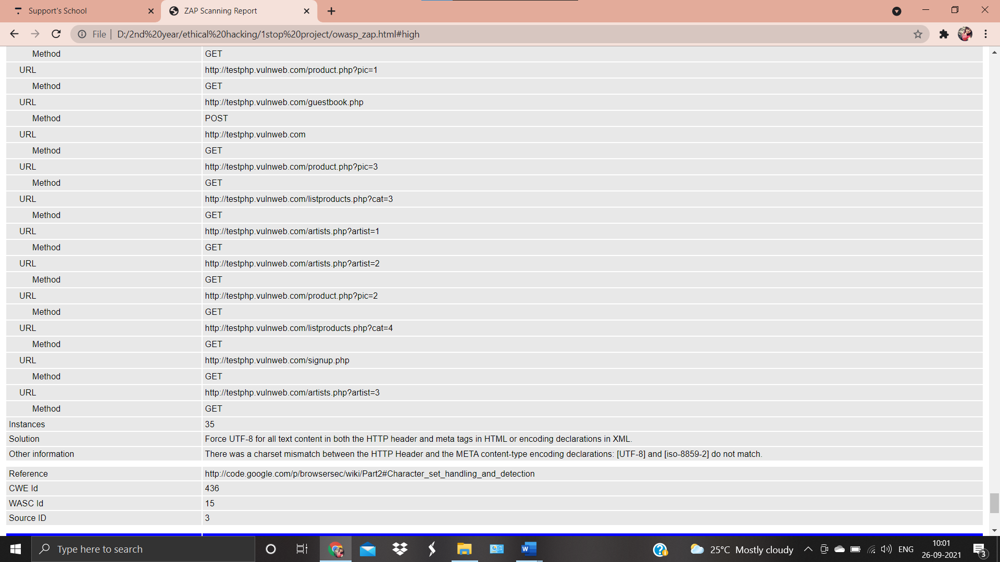 Support's School
ZAP Scanning Report
File
D:/2nd%20year/ethical%20hacking/1stop%20project/owasp_zap.html#high
Method GET
URL http://testphp.vulnweb.com/product.php?pic=1
Method GET
URL http://testphp.vulnweb.com/guestbook.php
Method POST
URL http://testphp.vulnweb.com
Method GET
URL http://testphp.vulnweb.com/product.php?pic=3
Method GET
URL http://testphp.vulnweb.com/listproducts.php?cat=3
Method GET
URL http://testphp.vulnweb.com/artists.php?artist=1
Method GET
URL http://testphp.vulnweb.com/artists.php?artist=2
Method GET
URL http://testphp.vulnweb.com/product.php?pic=2
Method GET
URL http://testphp.vulnweb.com/listproducts.php?cat=4
Method GET
URL http://testphp.vulnweb.com/signup.php
Method GET
URL http://testphp.vulnweb.com/artists.php?artist=3
Method GET
Instances 35
Solution Force UTF-8 for all text content in both the HTTP header and meta tags in HTML or encoding declarations in XML.
Other information There was a charset mismatch between the HTTP Header and the META content-type encoding declarations: [UTF-8] and [iso-8859-2] do not match.
Reference http://code.google.com/p/browsersec/wiki/Part2#Character_set_handling_and_detection
CWE Id 436
WASC Id 15
Source ID 3
Type here to search
25°C Mostly cloudy
ENG
10:01
26-09-2021
3